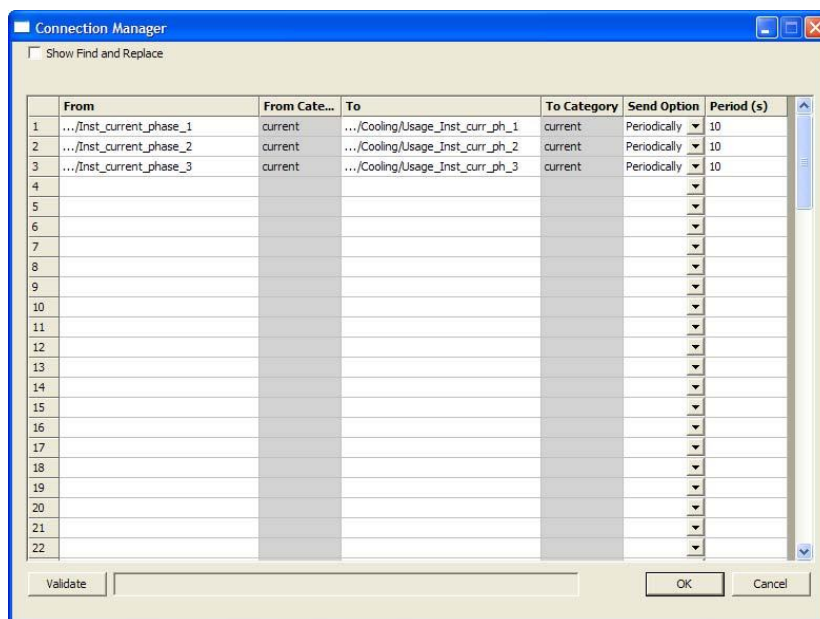 Connection Manager
Show Find and Replace
From From Cate... To To Category Send Option Period (s)
1 .../Inst_current_phase_1 current .../Cooling/Usage_Inst_curr_ph_1 current Periodically 10
2 .../Inst_current_phase_2 current .../Cooling/Usage_Inst_curr_ph_2 current Periodically 10
3 .../Inst_current_phase_3 current .../Cooling/Usage_Inst_curr_ph_3 current Periodically 10
4
5
6
7
8
9
10
11
12
13
14
15
16
17
18
19
20
21
22
Validate OK Cancel